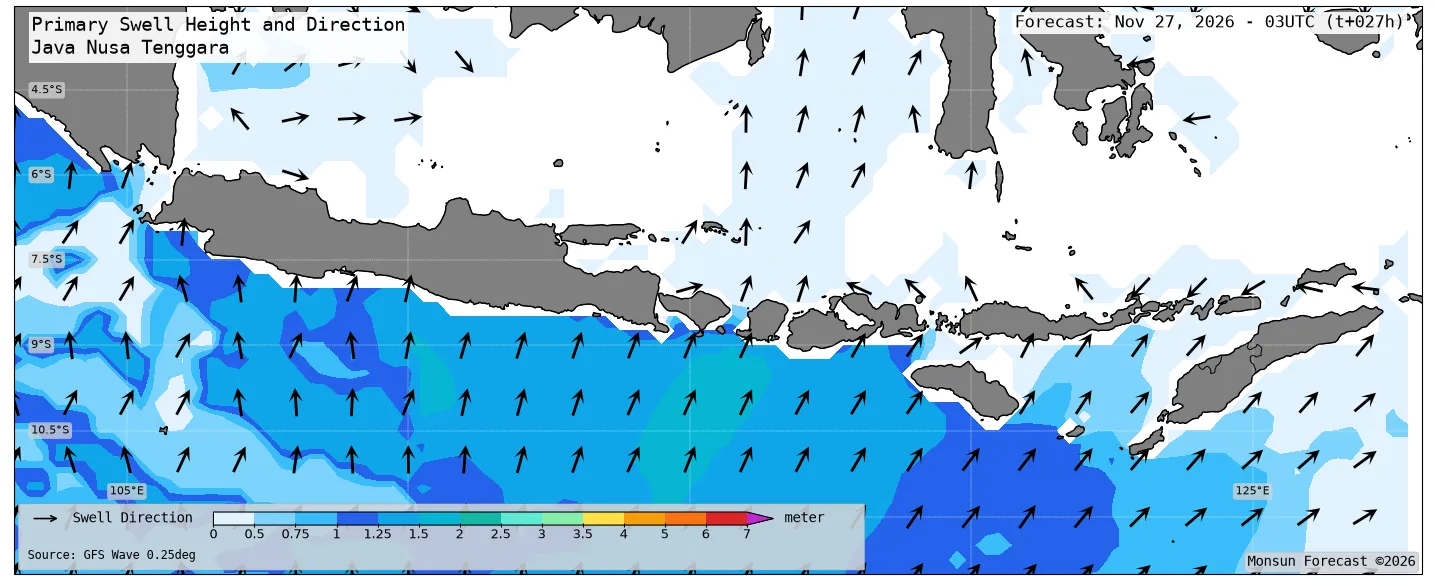 Primary Swell Height and Direction
Java Nusa Tenggara
Forecast: Nov 27, 2026 - 03UTC (t+027h)
4.5°S
6°S
7.5°S
9°S
10.5°S
105°E
125°E
Swell Direction
0 0.5 0.75 1 1.25 1.5 2 2.5 3 3.5 4 5 6 7
meter
Source: GFS Wave 0.25deg
Monsun Forecast ©2026